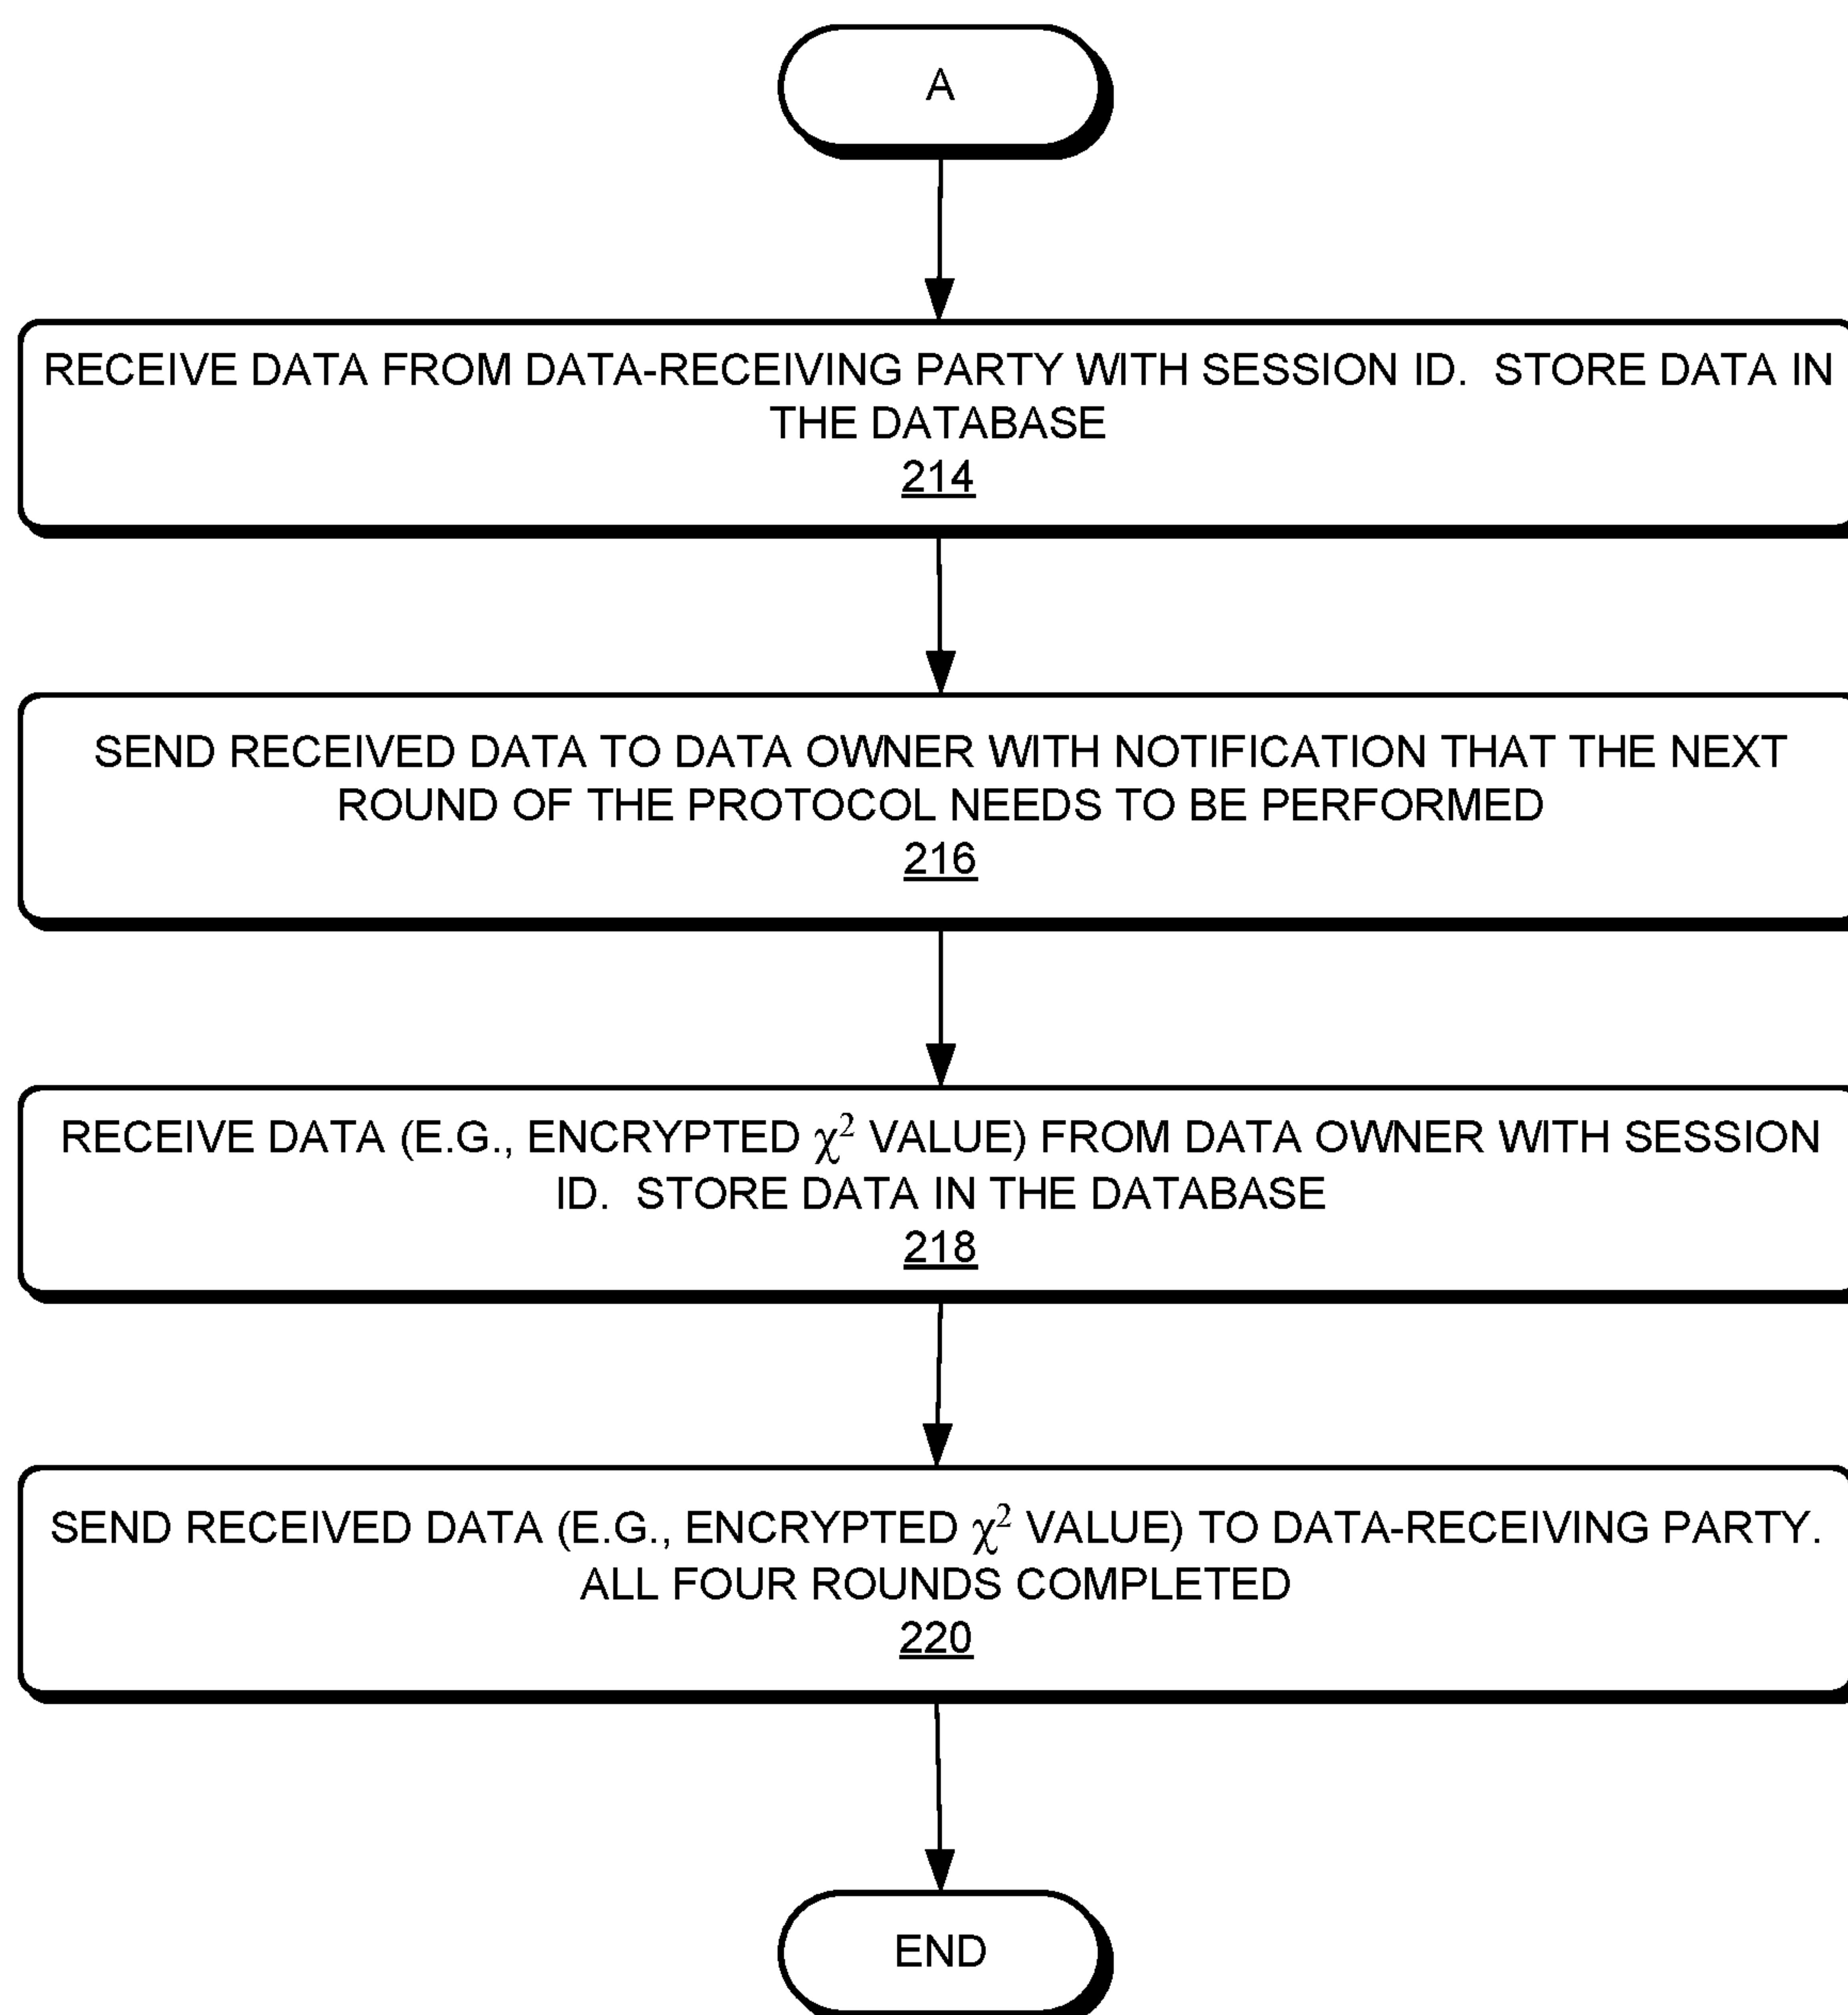 A
RECEIVE DATA FROM DATA-RECEIVING PARTY WITH SESSION ID.  STORE DATA IN
THE DATABASE
214
SEND RECEIVED DATA TO DATA OWNER WITH NOTIFICATION THAT THE NEXT
ROUND OF THE PROTOCOL NEEDS TO BE PERFORMED
216
RECEIVE DATA (E.G., ENCRYPTED χ² VALUE) FROM DATA OWNER WITH SESSION
ID.  STORE DATA IN THE DATABASE
218
SEND RECEIVED DATA (E.G., ENCRYPTED χ² VALUE) TO DATA-RECEIVING PARTY.
ALL FOUR ROUNDS COMPLETED
220
END